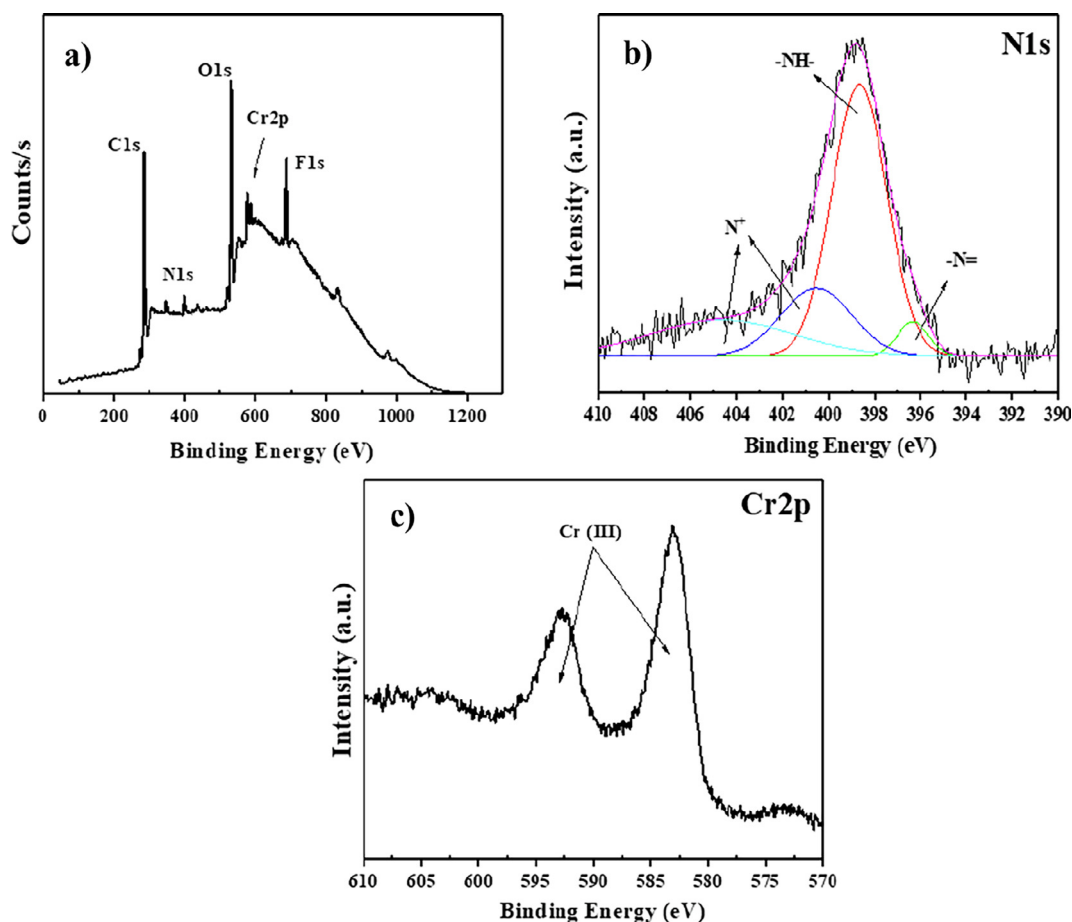 a)
O1s
Cr2p
C1s
F1s
N1s
Counts/s
0 200 400 600 800 1000 1200
Binding Energy (eV)
b)
N1s
-NH-
N⁺
-N=
Intensity (a.u.)
410 408 406 404 402 400 398 396 394 392 390
Binding Energy (eV)
c)
Cr2p
Cr (III)
Intensity (a.u.)
610 605 600 595 590 585 580 575 570
Binding Energy (eV)